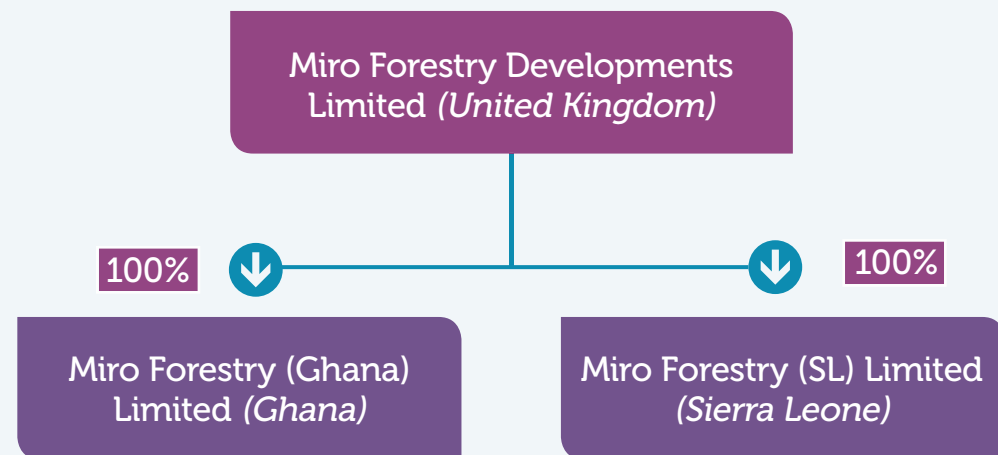 Miro Forestry Developments
Limited (United Kingdom)
100%
100%
Miro Forestry (Ghana)
Limited (Ghana)
Miro Forestry (SL) Limited
(Sierra Leone)